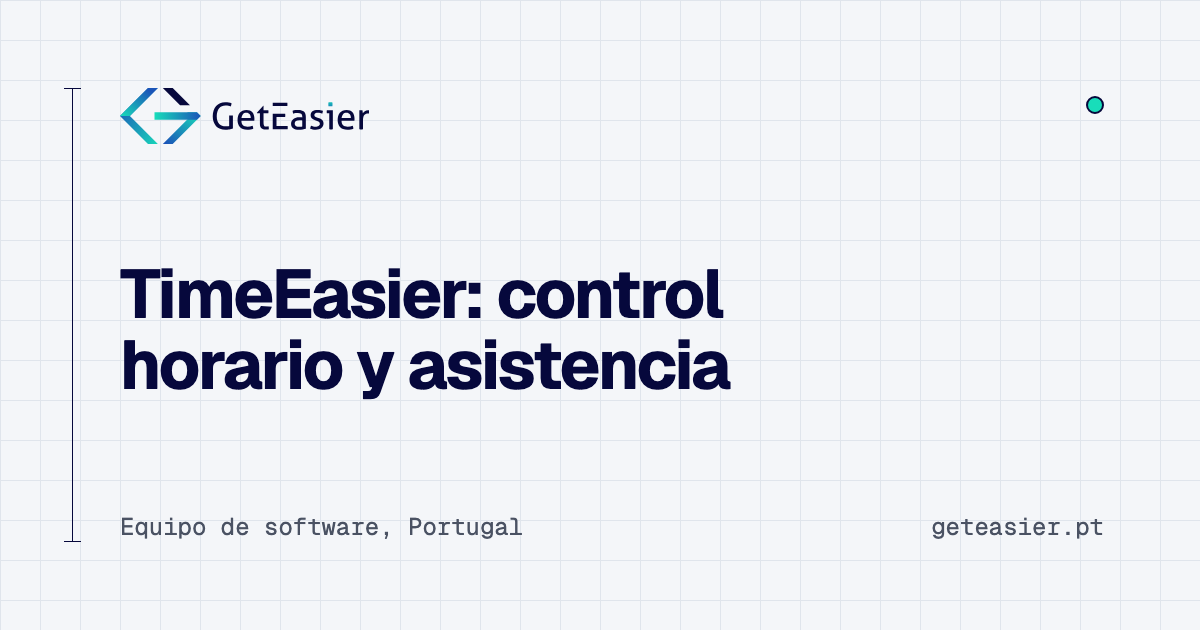 GetEasier
TimeEasier: control
horario y asistencia
Equipo de software, Portugal
geteasier.pt